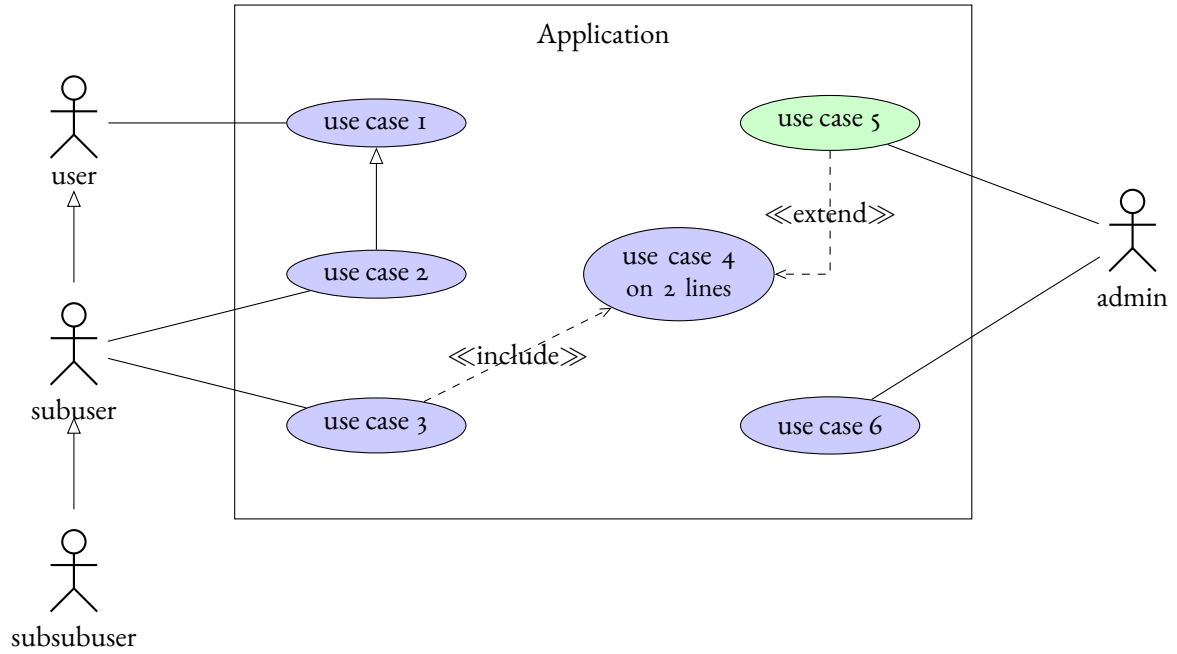 Application
use case 1
use case 5
user
≪extend≫
use case 2
use case 4
on 2 lines
admin
≪include≫
subuser
use case 3
use case 6
subsubuser